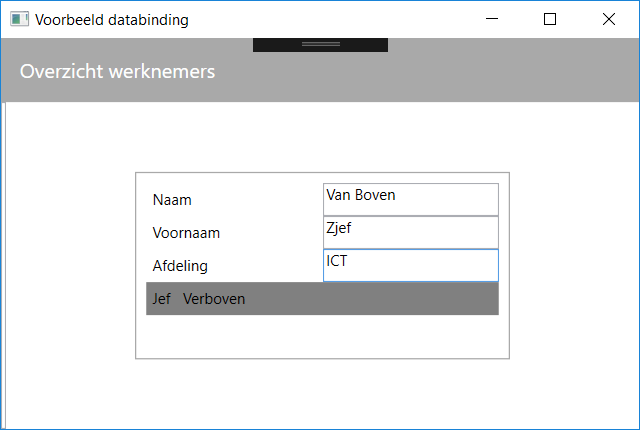 Voorbeeld databinding
Overzicht werknemers
Naam Van Boven
Voornaam Zjef
Afdeling ICT
Jef Verboven